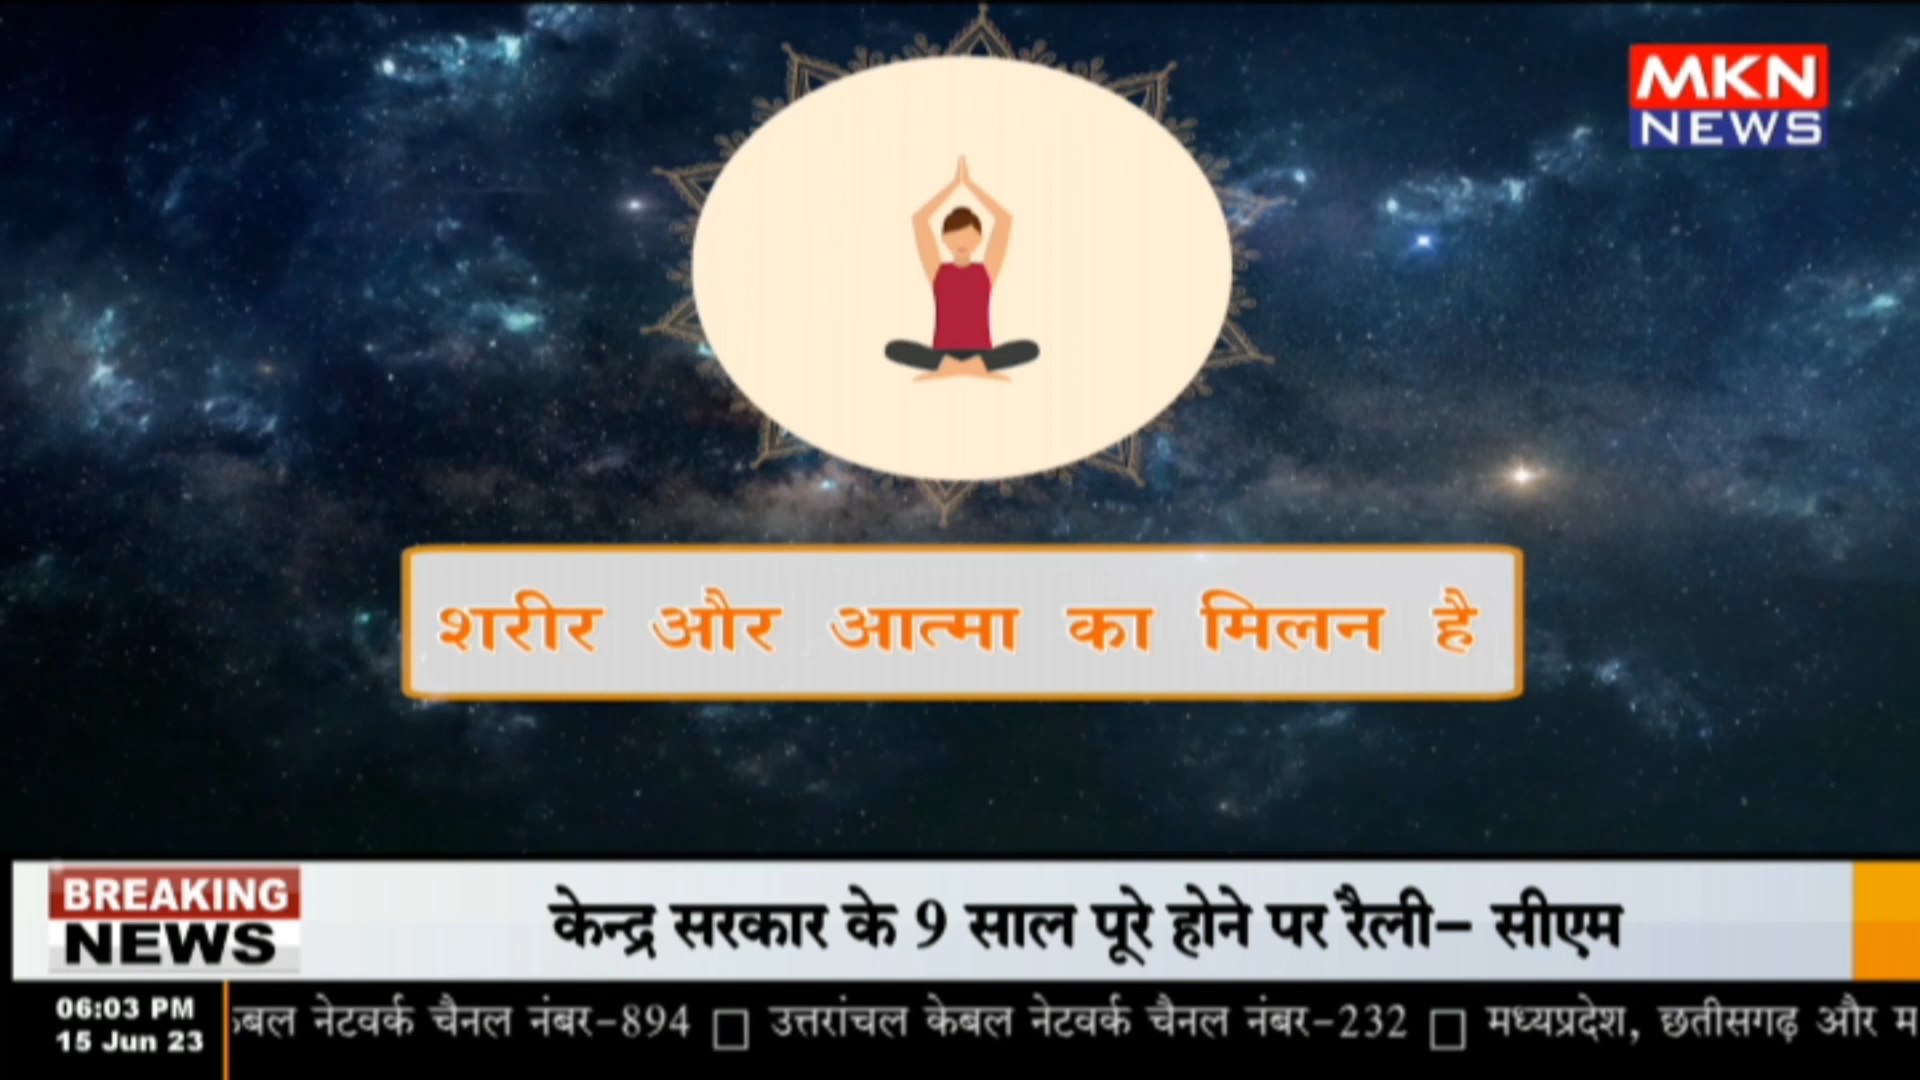 MKN
NEWS
शरीर और आत्मा का मिलन है
BREAKING
NEWS
केन्द्र सरकार के 9 साल पूरे होने पर रैली– सीएम
06:03 PM
15 Jun 23
नेटवर्क चैनल नंबर–894 □ उत्तरांचल केबल नेटवर्क चैनल नंबर–232 □ मध्यप्रदेश, छतीसगढ़ और